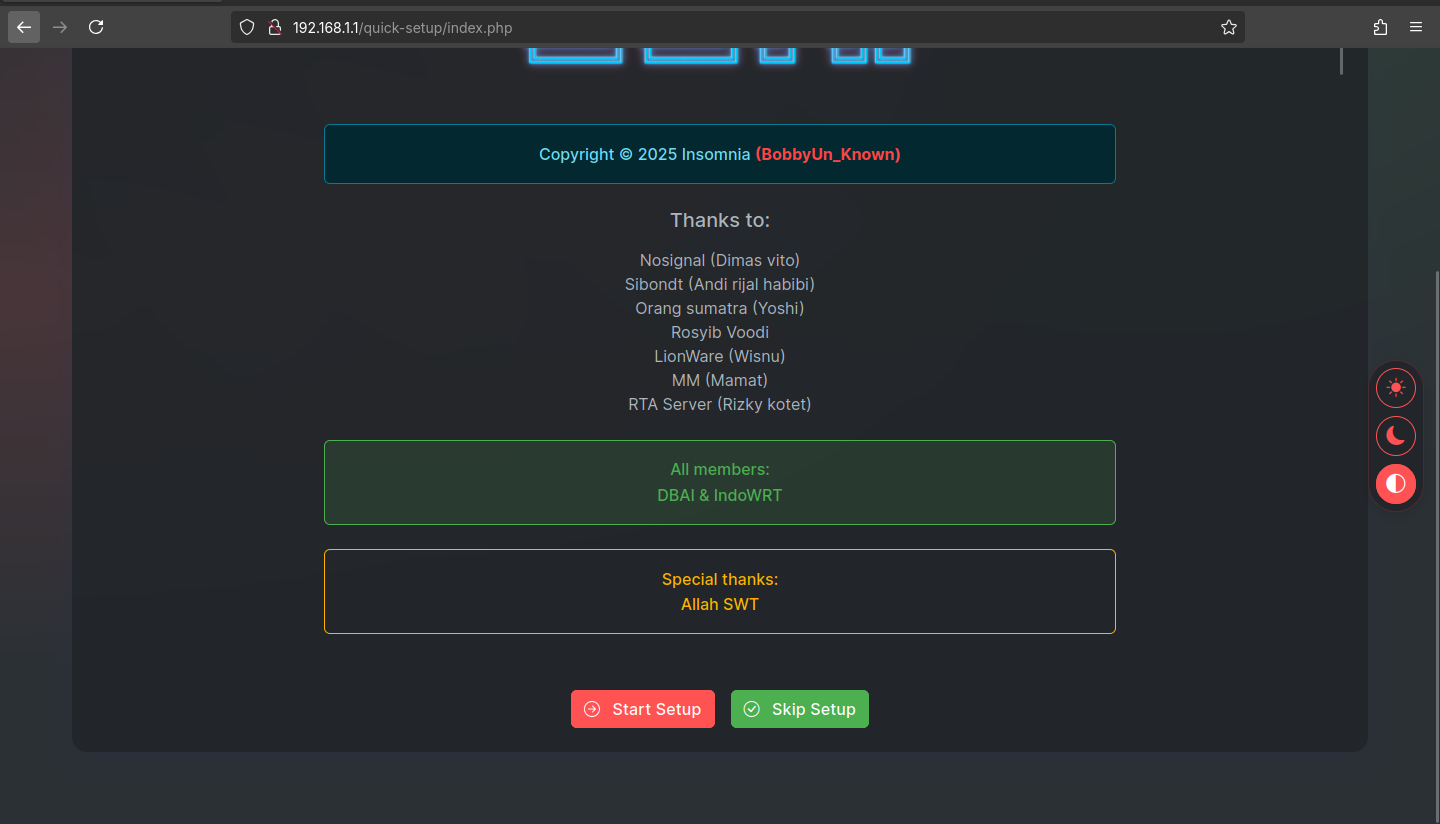 192.168.1.1/quick-setup/index.php
Copyright © 2025 Insomnia (BobbyUn_Known)
Thanks to:
Nosignal (Dimas vito)
Sibondt (Andi rijal habibi)
Orang sumatra (Yoshi)
Rosyib Voodi
LionWare (Wisnu)
MM (Mamat)
RTA Server (Rizky kotet)
All members:
DBAI & IndoWRT
Special thanks:
Allah SWT
Start Setup
Skip Setup